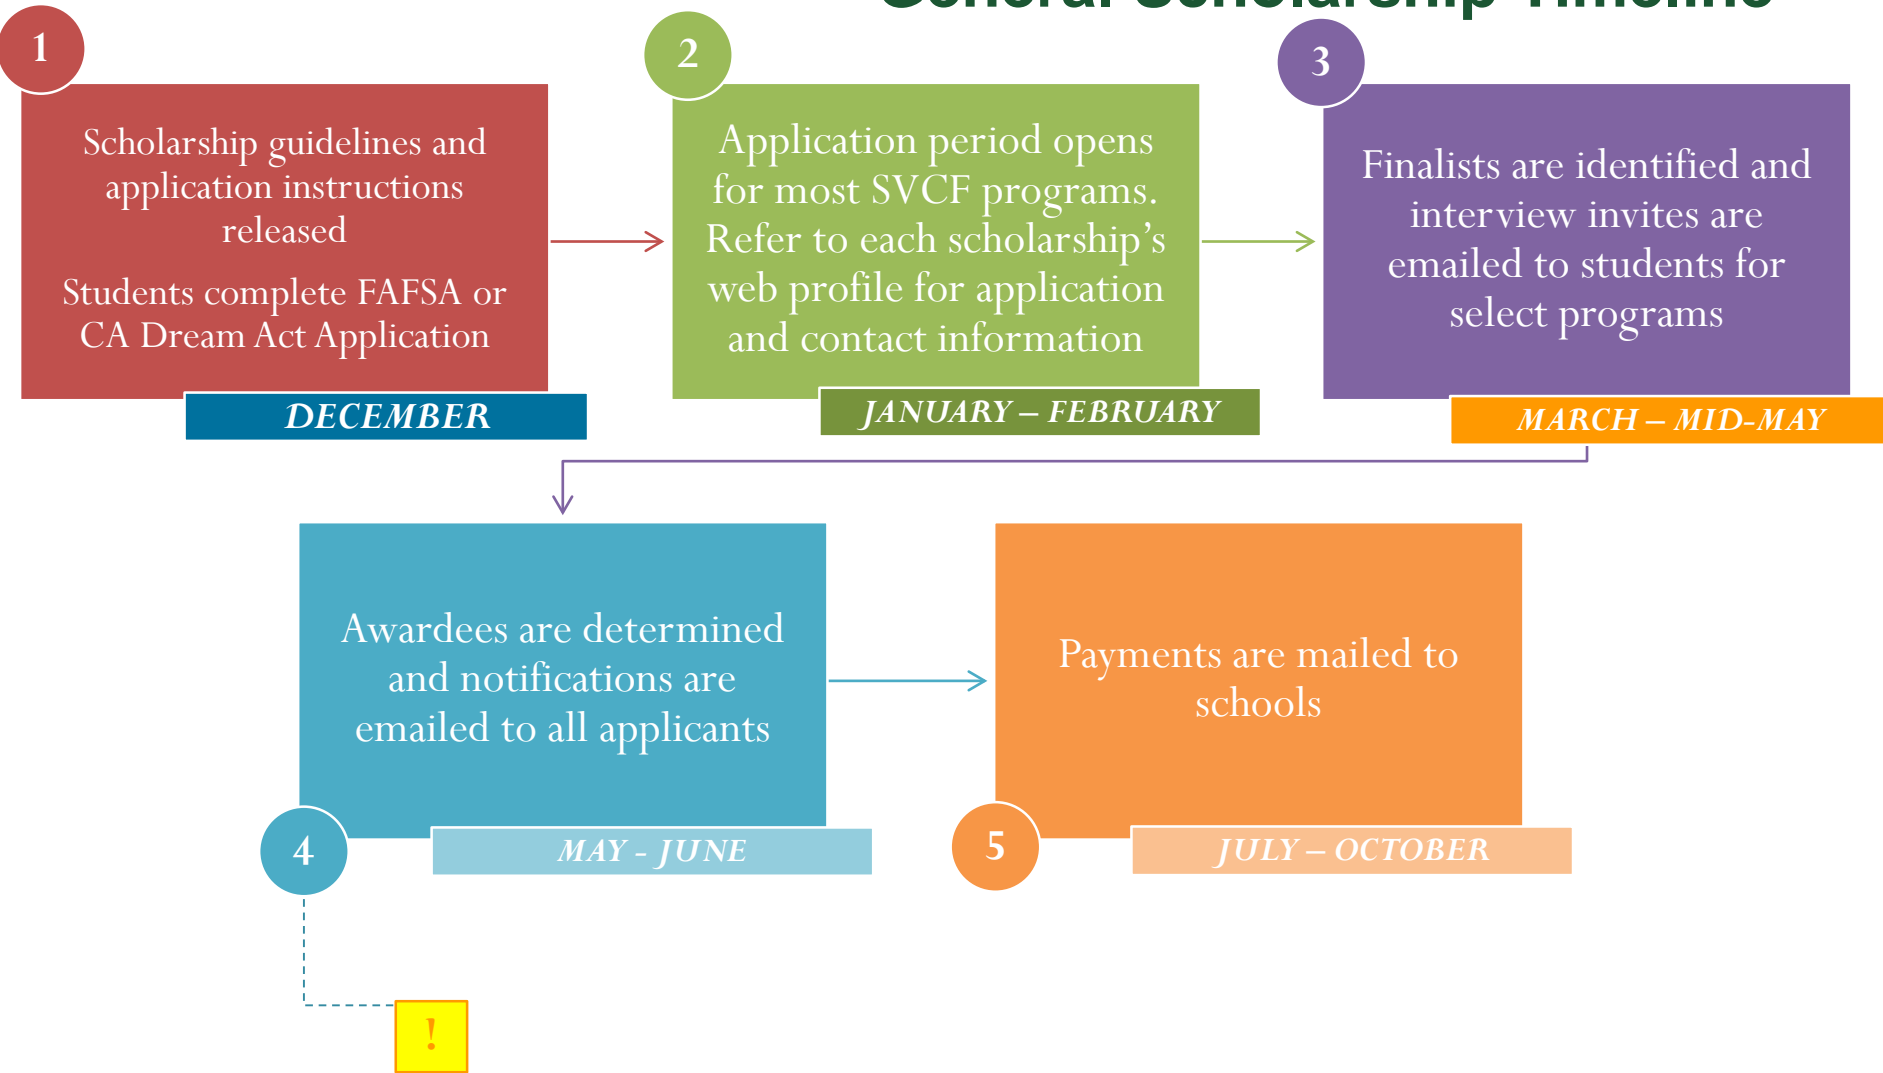 General Scholarship Timeline
1
Scholarship guidelines and
application instructions
released
Students complete FAFSA or
CA Dream Act Application
DECEMBER
2
Application period opens
for most SVCF programs.
Refer to each scholarship’s
web profile for application
and contact information
JANUARY – FEBRUARY
3
Finalists are identified and
interview invites are
emailed to students for
select programs
MARCH – MID-MAY
Awardees are determined
and notifications are
emailed to all applicants
4
MAY - JUNE
Payments are mailed to
schools
5
JULY – OCTOBER
!